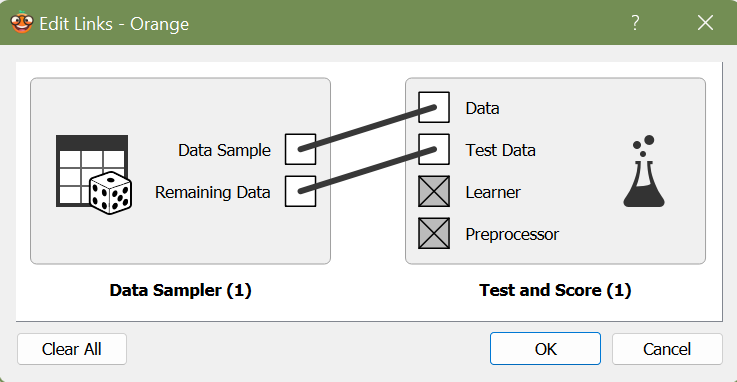 Edit Links - Orange
Data
Data Sample
Test Data
Remaining Data
Learner
Preprocessor
Data Sampler (1)
Test and Score (1)
Clear All
OK
Cancel